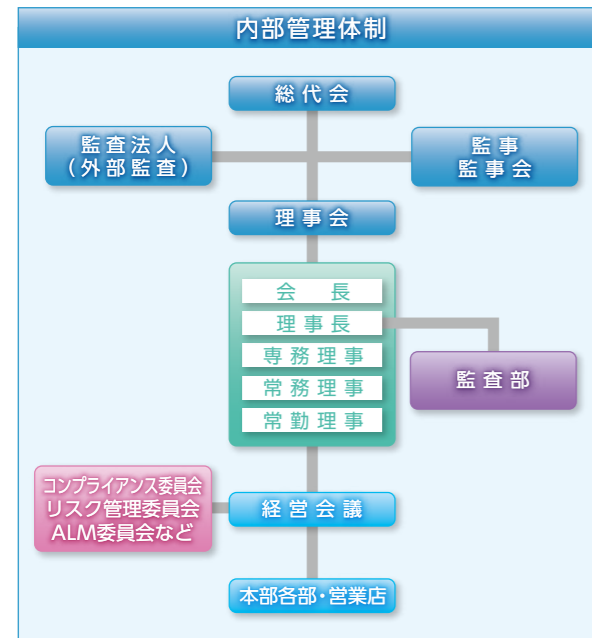 内部管理体制
総代会
監査法人
(外部監査)
監事
監事会
理事会
会長
理事長
専務理事
常務理事
常勤理事
監査部
コンプライアンス委員会
リスク管理委員会
ALM委員会など
経営会議
本部各部・営業店